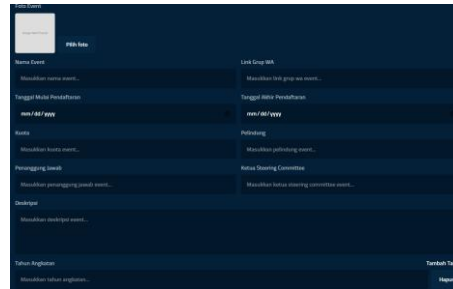 Foto Event
Pilih foto
Nama Event
Link Grup WA
Masukkan nama event...
Masukkan link grup wa event...
Tanggal Mulai Pendaftaran
Tanggal Akhir Pendaftaran
mm/dd/yyyy
mm/dd/yyyy
Kuota
Pelindung
Masukkan kuota event...
Masukkan pelindung event...
Penanggung Jawab
Ketua Steering Committee
Masukkan penanggung jawab event...
Masukkan ketua steering committee event...
Deskripsi
Masukkan deskripsi event...
Tahun Angkatan
Tambah Ta
Masukkan tahun angkatan...
Hapus